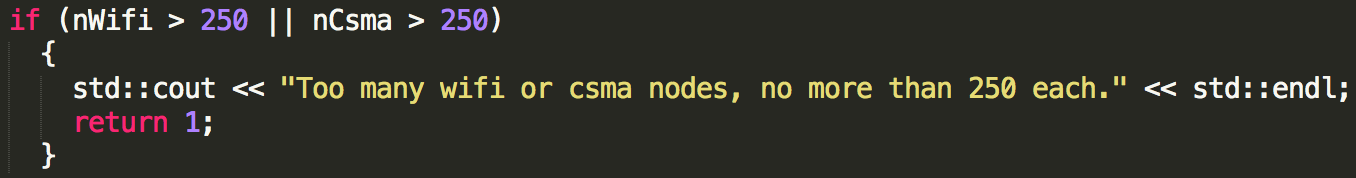 if (nWifi > 250 || nCsma > 250)
{
std::cout << "Too many wifi or csma nodes, no more than 250 each." << std::endl;
return 1;
}